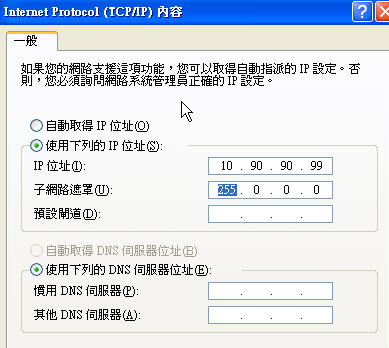 Internet Protocol (TCP/IP) 內容
一般
如果您的網路支援這項功能，您可以取得自動指派的 IP 設定。否
則，您必須詢問網路系統管理員正確的 IP 設定。
自動取得 IP 位址(O)
使用下列的 IP 位址(S):
IP 位址(I): 10 . 90 . 90 . 99
子網路遮罩(U): 255 . 0 . 0 . 0
預設閘道(D): . . .
自動取得 DNS 伺服器位址(B)
使用下列的 DNS 伺服器位址(E):
慣用 DNS 伺服器(P): . . .
其他 DNS 伺服器(A): . . .